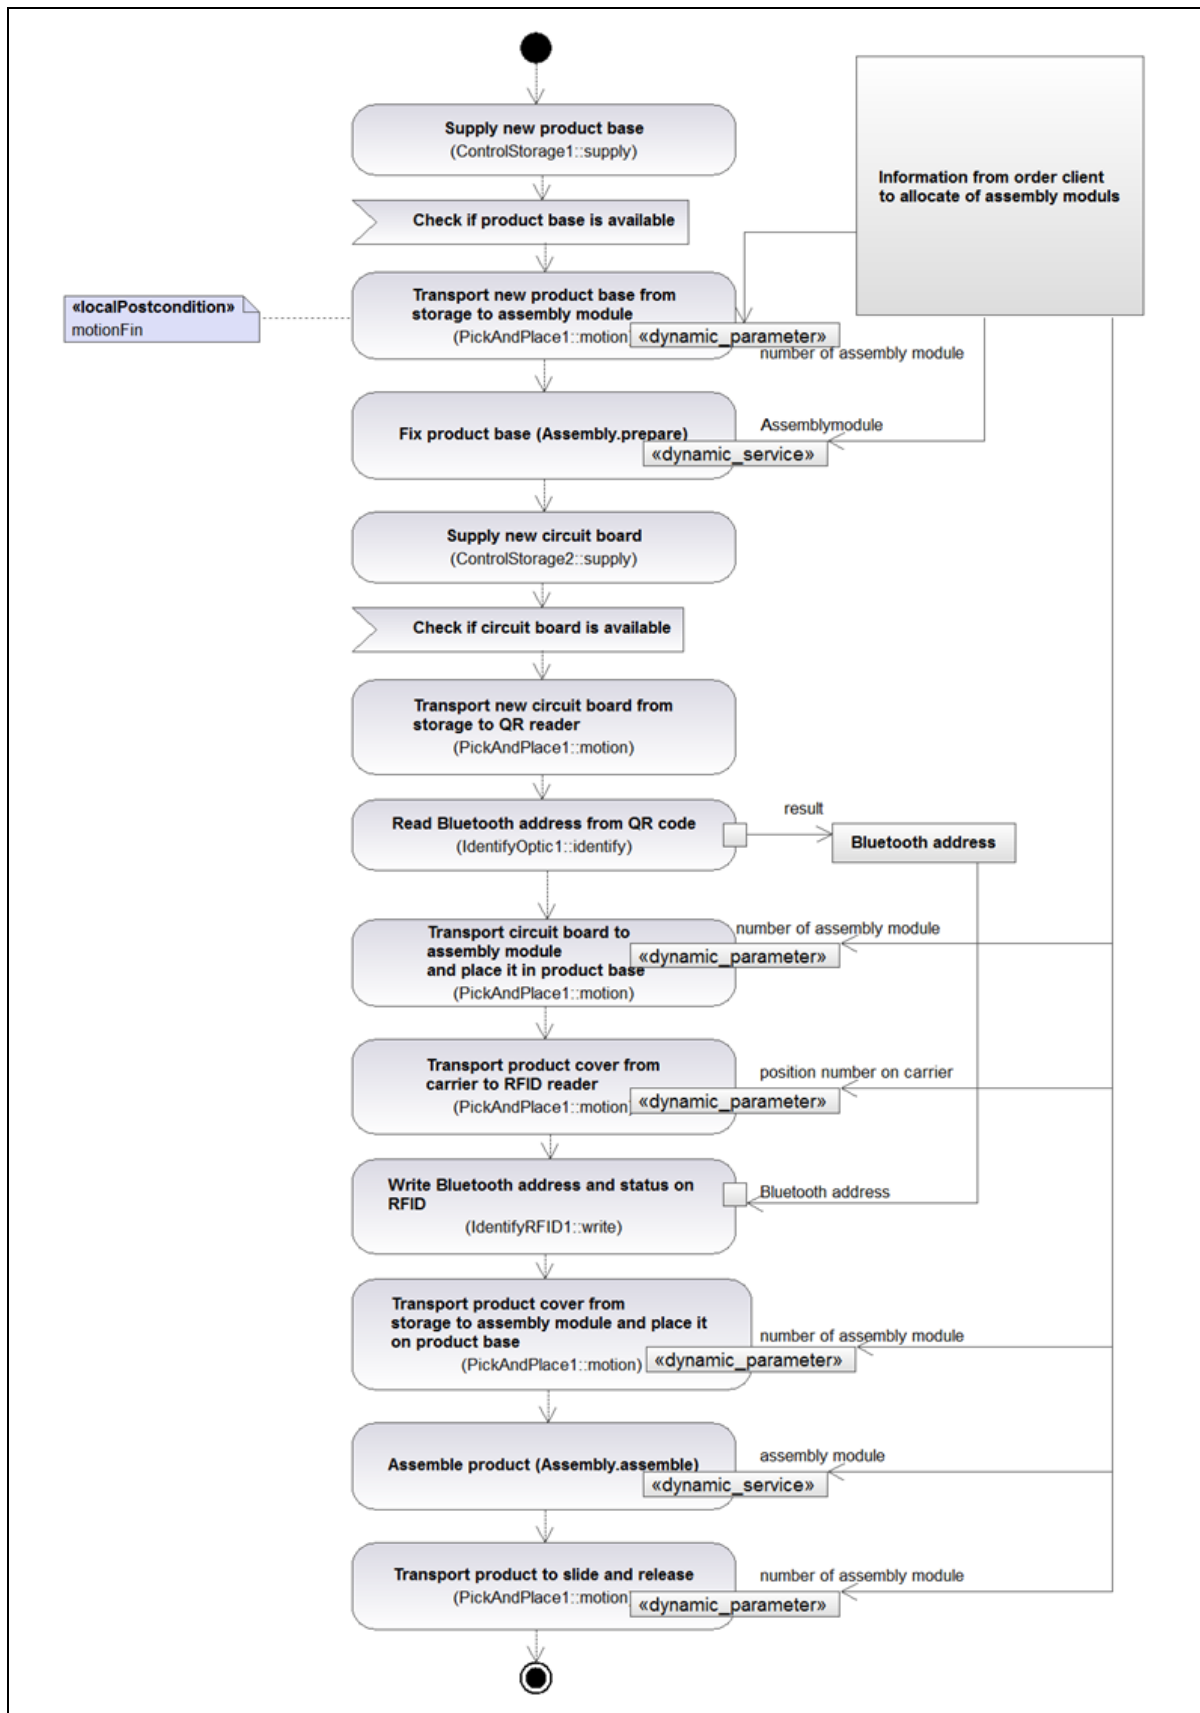 Supply new product base
(ControlStorage1::supply)
Information from order client
to allocate of assembly moduls
Check if product base is available
«localPostcondition»
motionFin
Transport new product base from
storage to assembly module
(PickAndPlace1::motion)
«dynamic_parameter»
number of assembly module
Fix product base (Assembly.prepare)
Assemblymodule
«dynamic_service»
Supply new circuit board
(ControlStorage2::supply)
Check if circuit board is available
Transport new circuit board from
storage to QR reader
(PickAndPlace1::motion)
Read Bluetooth address from QR code
(IdentifyOptic1::identify)
result
Bluetooth address
Transport circuit board to
assembly module
and place it in product base
(PickAndPlace1::motion)
number of assembly module
«dynamic_parameter»
Transport product cover from
carrier to RFID reader
(PickAndPlace1::motion)
position number on carrier
«dynamic_parameter»
Write Bluetooth address and status on
RFID
(IdentifyRFID1::write)
Bluetooth address
Transport product cover from
storage to assembly module and place it
on product base
(PickAndPlace1::motion)
number of assembly module
«dynamic_parameter»
Assemble product (Assembly.assemble)
assembly module
«dynamic_service»
Transport product to slide and release
(PickAndPlace1::motion)
number of assembly module
«dynamic_parameter»